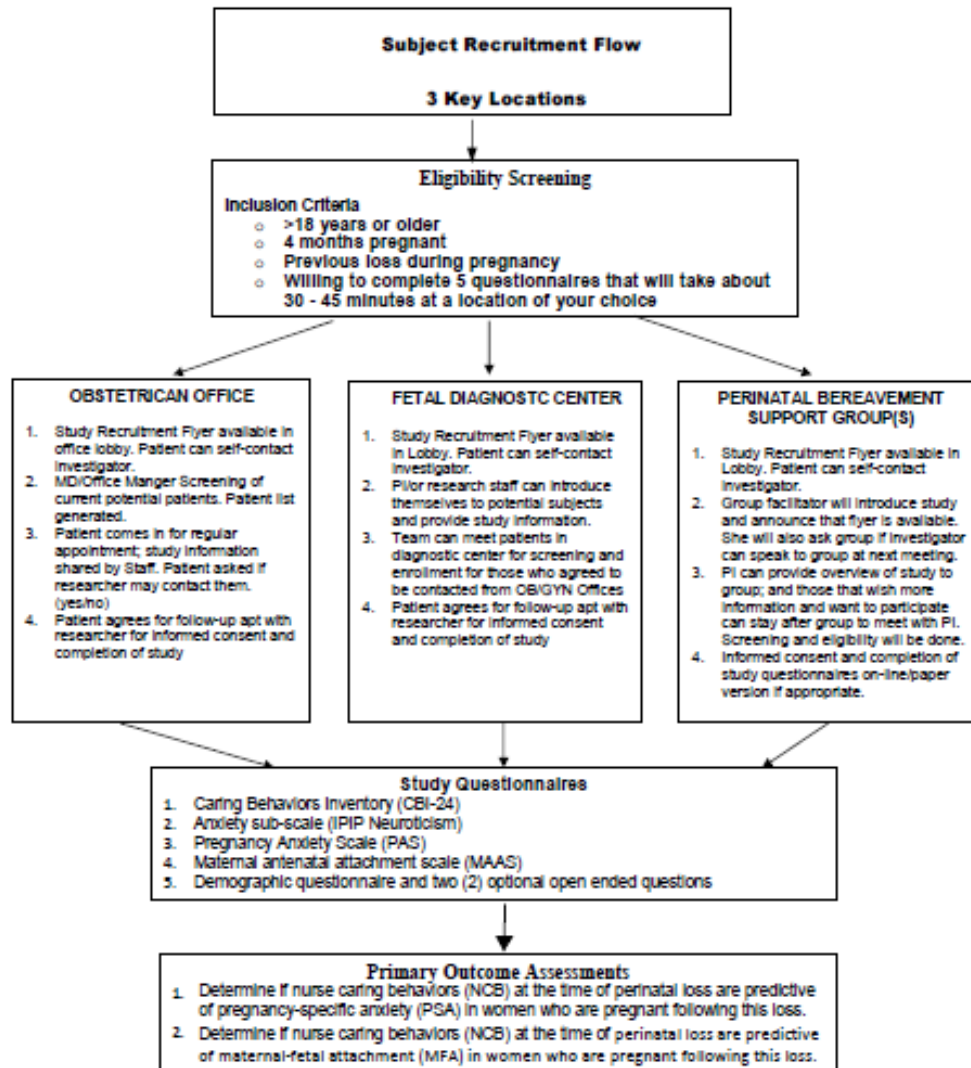 Subject Recruitment Flow
3 Key Locations
Eligibility Screening
Inclusion Criteria
o >18 years or older
o 4 months pregnant
o Previous loss during pregnancy
o Willing to complete 5 questionnaires that will take about
30 - 45 minutes at a location of your choice
OBSTETRICAN OFFICE
1. Study Recruitment Flyer available in
office lobby. Patient can self-contact
investigator.
2. MD/Office Manger Screening of
current potential patients. Patient list
generated.
3. Patient comes in for regular
appointment; study information
shared by Staff. Patient asked if
researcher may contact them.
(yes/no)
4. Patient agrees for follow-up apt with
researcher for informed consent and
completion of study
FETAL DIAGNOSTC CENTER
1. Study Recruitment Flyer available
in Lobby. Patient can self-contact
investigator.
2. PI/or research staff can introduce
themselves to potential subjects
and provide study information.
3. Team can meet patients in
diagnostic center for screening and
enrollment for those who agreed to
be contacted from OB/GYN Offices
4. Patient agrees for follow-up apt with
researcher for informed consent and
completion of study
PERINATAL BEREAVEMENT
SUPPORT GROUP(S)
1. Study Recruitment Flyer available in
Lobby. Patient can self-contact
investigator.
2. Group facilitator will introduce study
and announce that flyer is available.
She will also ask group if investigator
can speak to group at next meeting.
3. PI can provide overview of study to
group; and those that wish more
information and want to participate
can stay after group to meet with PI.
Screening and eligibility will be done.
4. Informed consent and completion of
study questionnaires on-line/paper
version if appropriate.
Study Questionnaires
1. Caring Behaviors Inventory (CBI-24)
2. Anxiety sub-scale (IPIP Neuroticism)
3. Pregnancy Anxiety Scale (PAS)
4. Maternal antenatal attachment scale (MAAS)
5. Demographic questionnaire and two (2) optional open ended questions
Primary Outcome Assessments
1. Determine if nurse caring behaviors (NCB) at the time of perinatal loss are predictive
of pregnancy-specific anxiety (PSA) in women who are pregnant following this loss.
2. Determine if nurse caring behaviors (NCB) at the time of perinatal loss are predictive
of maternal-fetal attachment (MFA) in women who are pregnant following this loss.